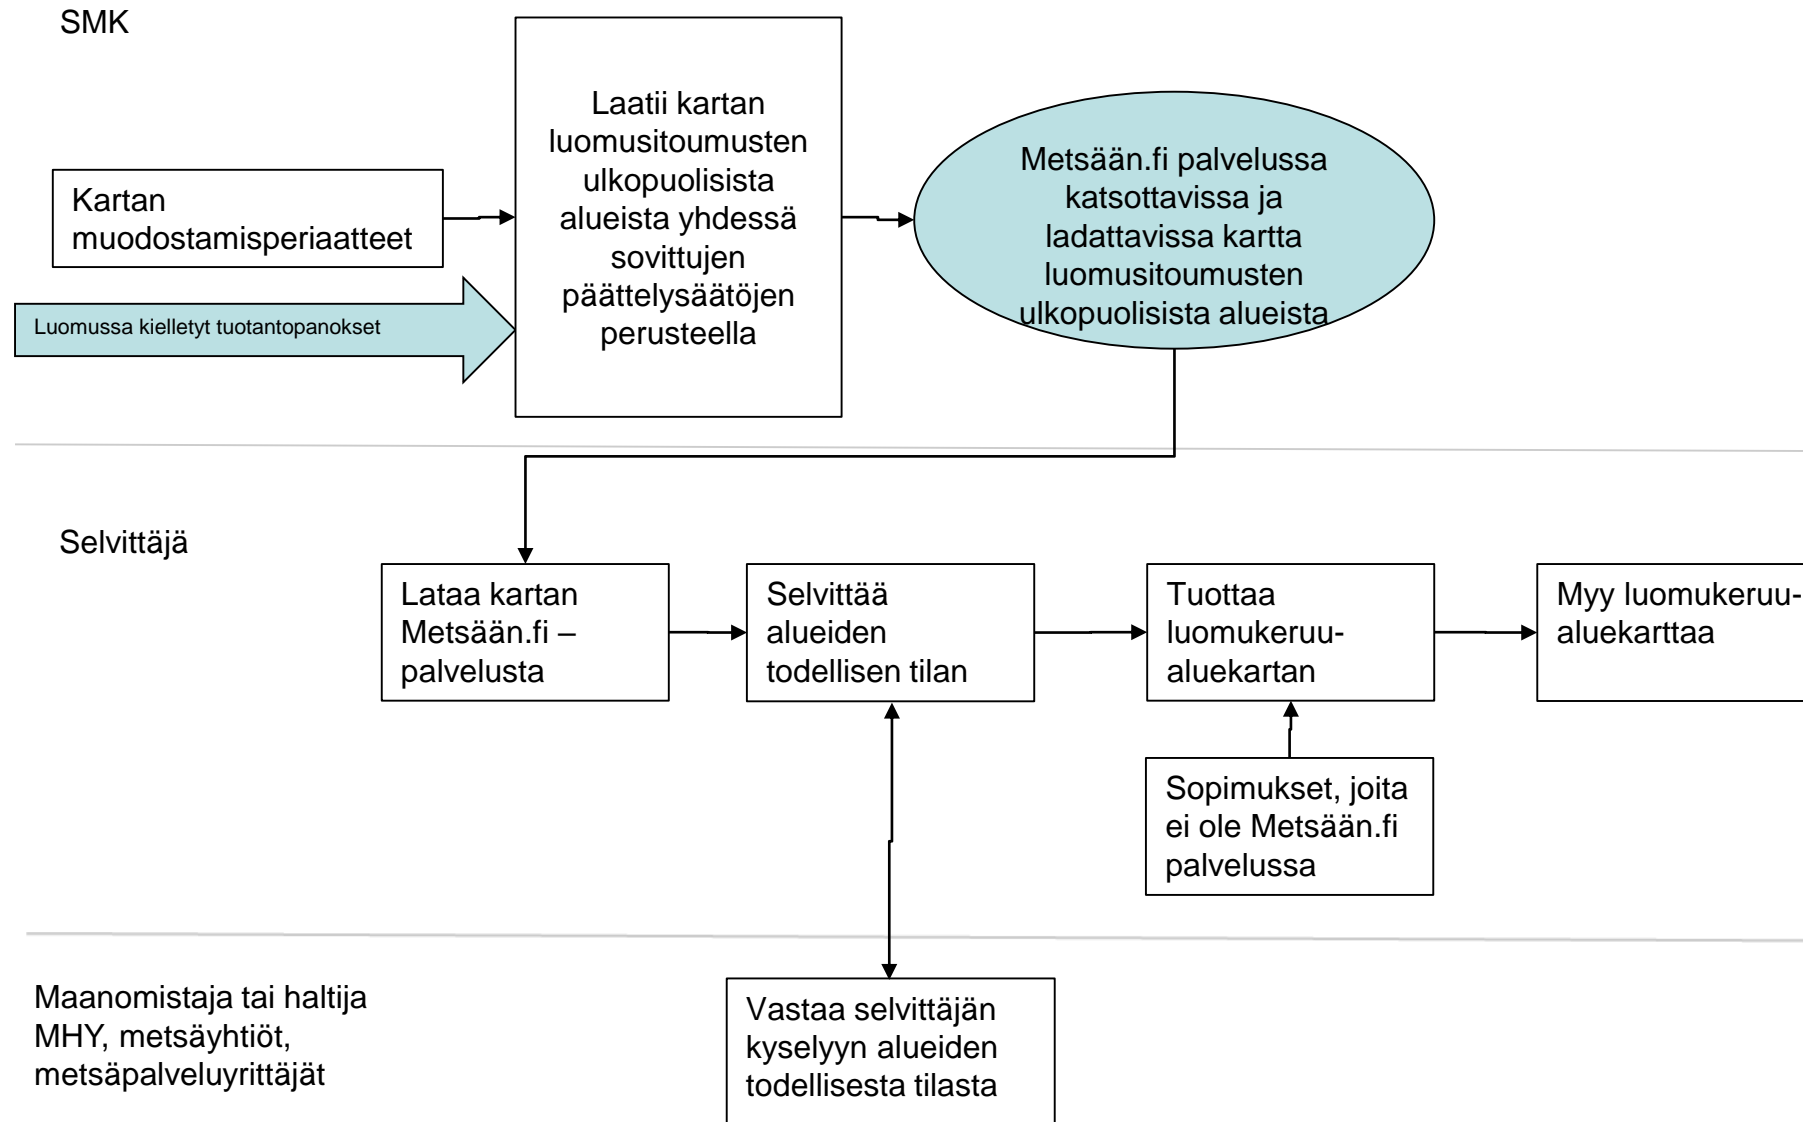 SMK
Laatii kartan
luomusitoumusten
ulkopuolisista
alueista yhdessä
sovittujen
päättelysäätöjen
perusteella
Metsään.fi palvelussa
katsottavissa ja
ladattavissa kartta
luomusitoumusten
ulkopuolisista alueista
Kartan
muodostamisperiaatteet
Luomussa kielletyt tuotantopanokset
Selvittäjä
Lataa kartan
Metsään.fi –
palvelusta
Selvittää
alueiden
todellisen tilan
Tuottaa
luomukeruu-
aluekartan
Myy luomukeruu-
aluekarttaa
Sopimukset, joita
ei ole Metsään.fi
palvelussa
Maanomistaja tai haltija
MHY, metsäyhtiöt,
metsäpalveluyrittäjät
Vastaa selvittäjän
kyselyyn alueiden
todellisesta tilasta